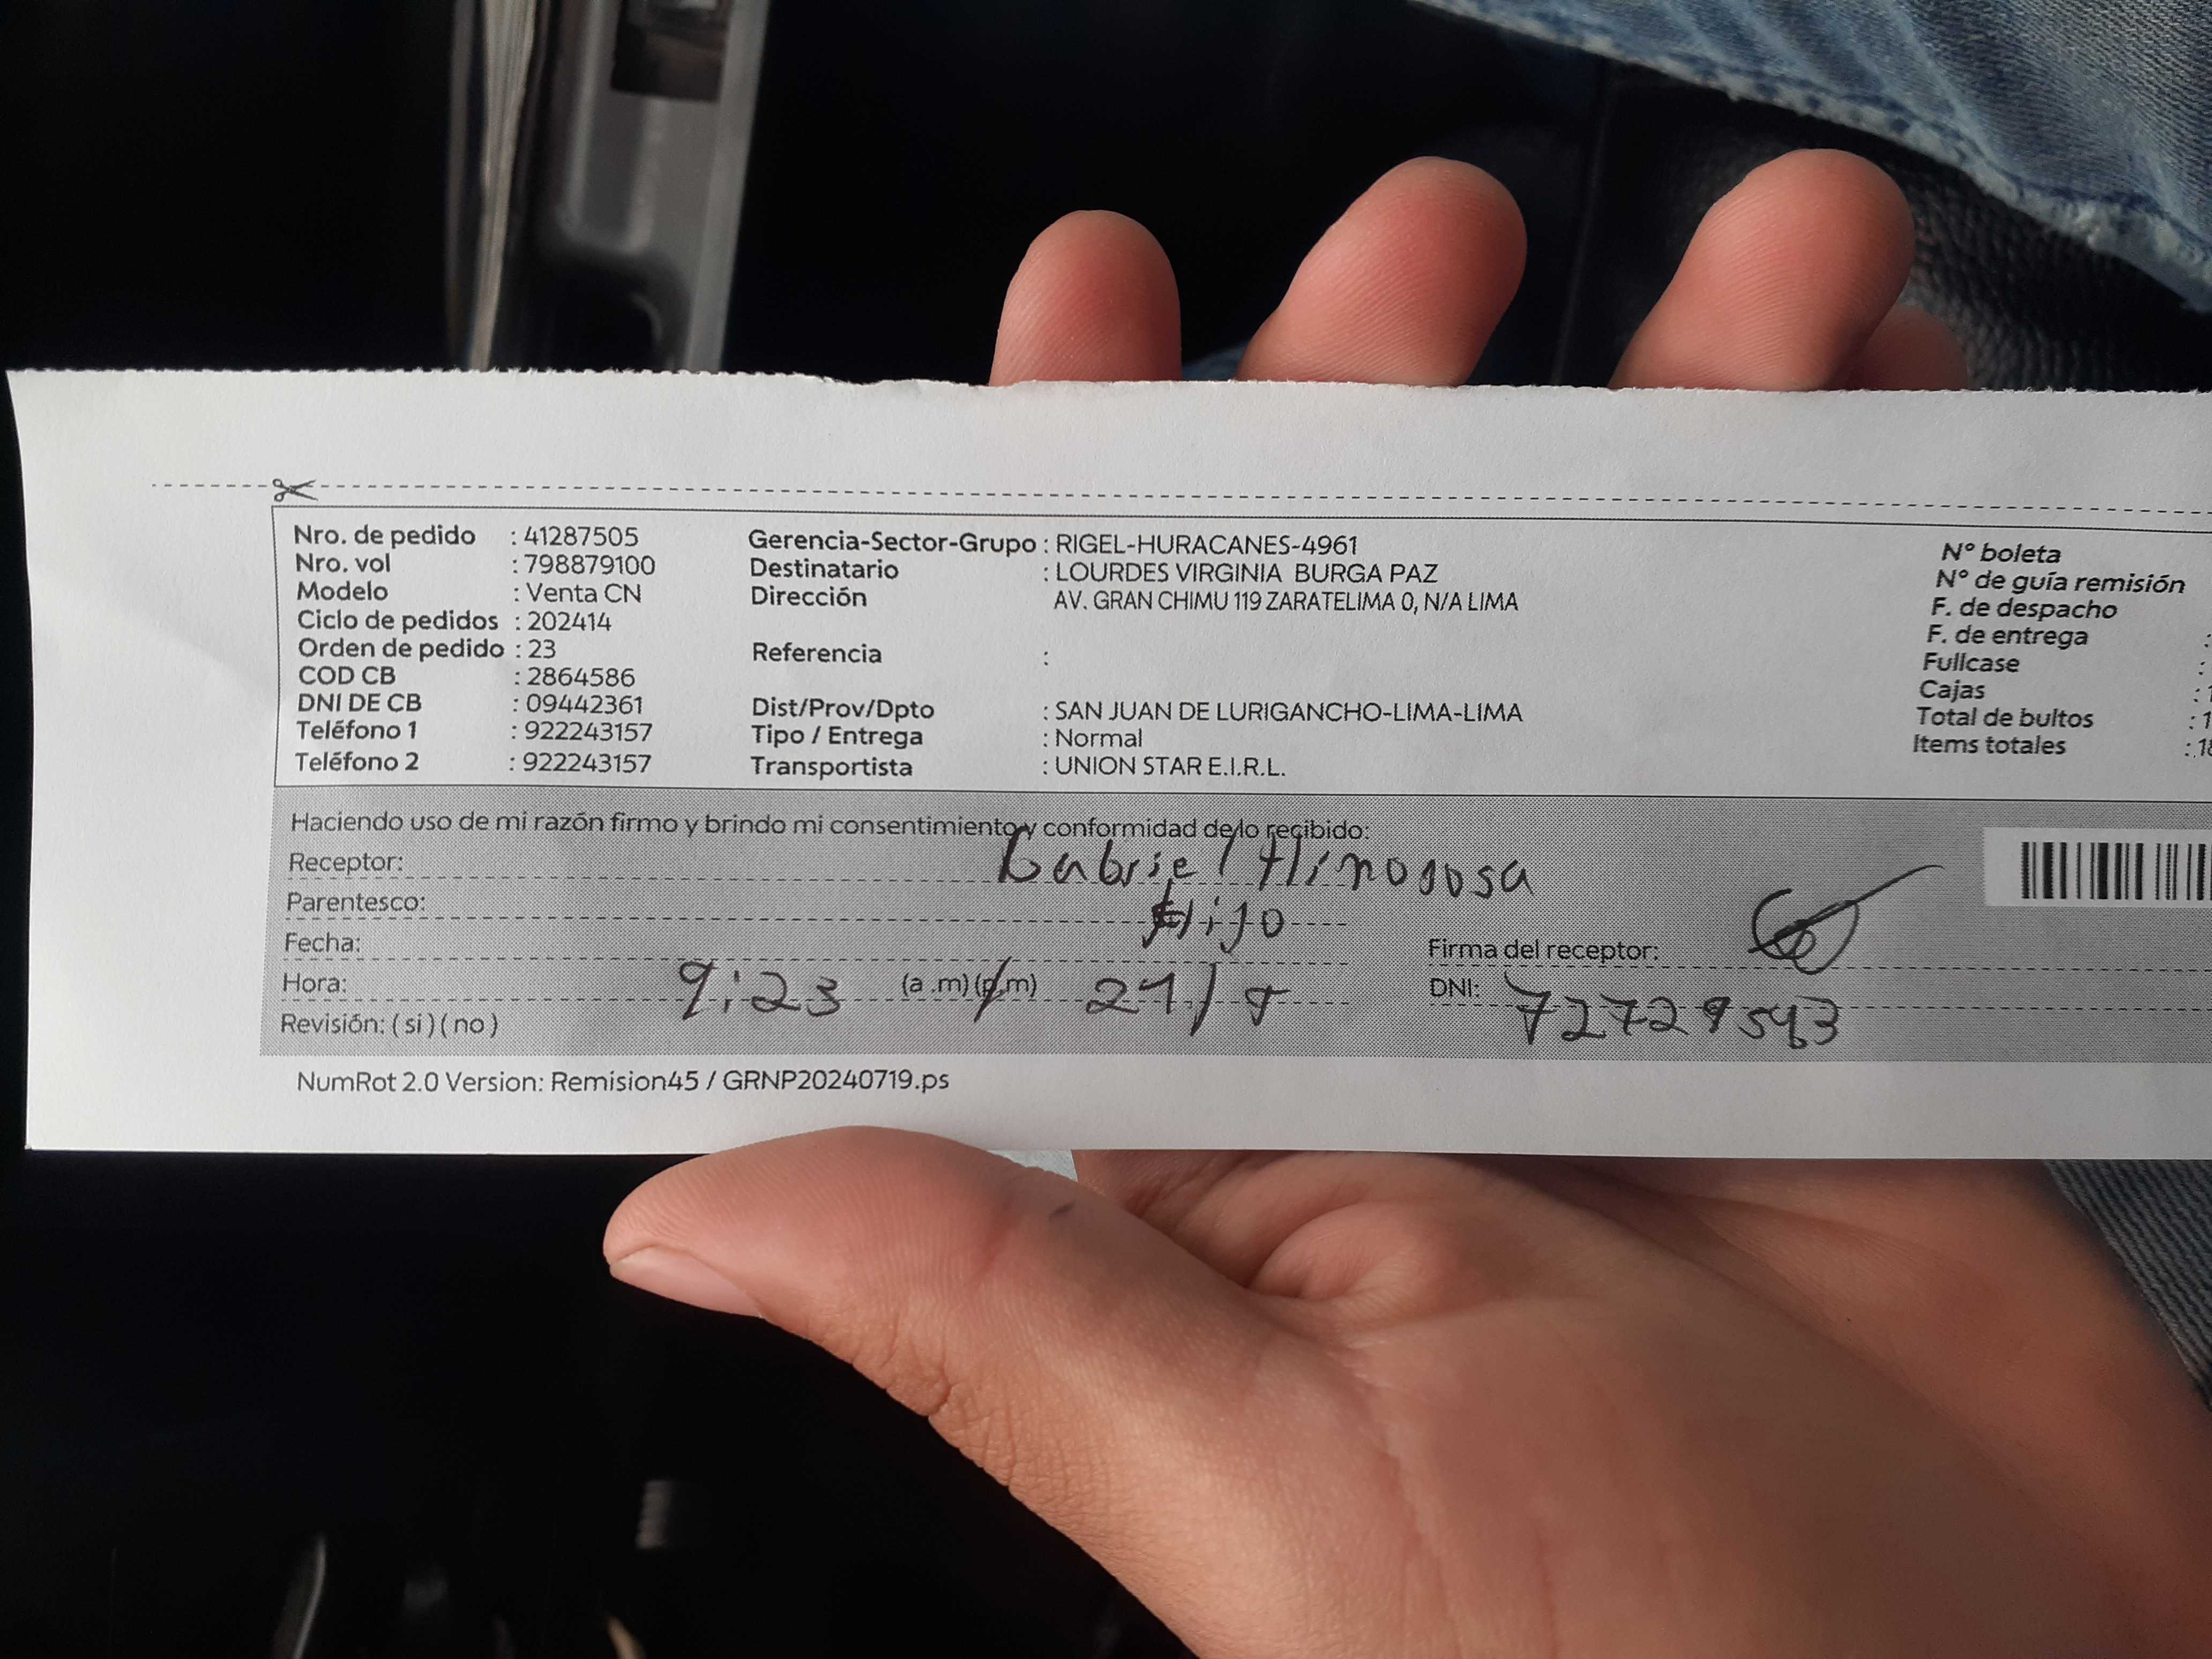 Nro. de pedido : 41287505
Nro. vol : 798879100
Modelo : Venta CN
Ciclo de pedidos : 202414
Orden de pedido : 23
COD CB : 2864586
DNI DE CB : 09442361
Teléfono 1 : 922243157
Teléfono 2 : 922243157
Gerencia-Sector-Grupo : RIGEL-HURACANES-4961
Destinatario : LOURDES VIRGINIA BURGA PAZ
Dirección AV. GRAN CHIMU 119 ZARATELIMA 0, N/A LIMA
Referencia :
Dist/Prov/Dpto : SAN JUAN DE LURIGANCHO-LIMA-LIMA
Tipo / Entrega : Normal
Transportista : UNION STAR E.I.R.L.
N° boleta
N° de guía remisión
F. de despacho
F. de entrega :
Fullcase :
Cajas :
Total de bultos :
Items totales :
Haciendo uso de mi razón firmo y brindo mi consentimiento y conformidad de lo recibido:
Receptor: Gabriel Hinogosa
Parentesco: Hijo
Fecha:
Hora: 9:23 (a .m) (p.m)
Revisión: ( si ) ( no )
Firma del receptor:
DNI:
NumRot 2.0 Version: Remision45 / GRNP20240719.ps